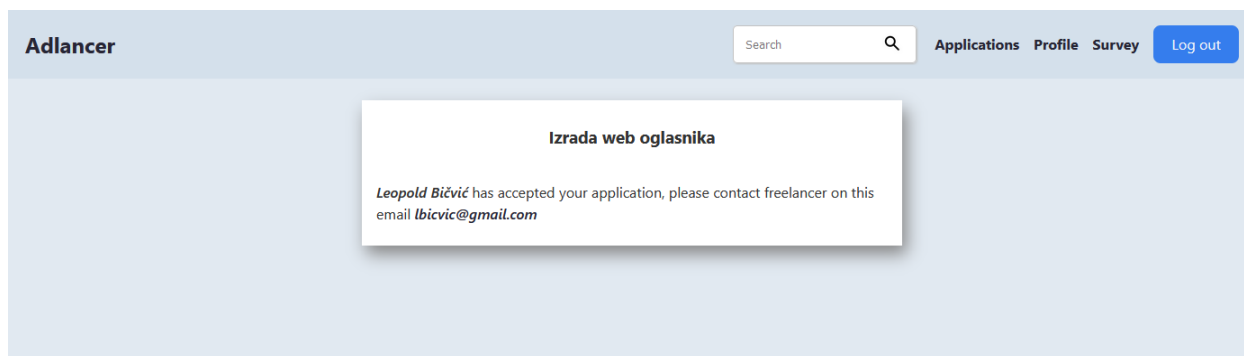 Adlancer
Search
Applications Profile Survey Log out
Izrada web oglasnika
Leopold Bičvić has accepted your application, please contact freelancer on this
email lbicvic@gmail.com